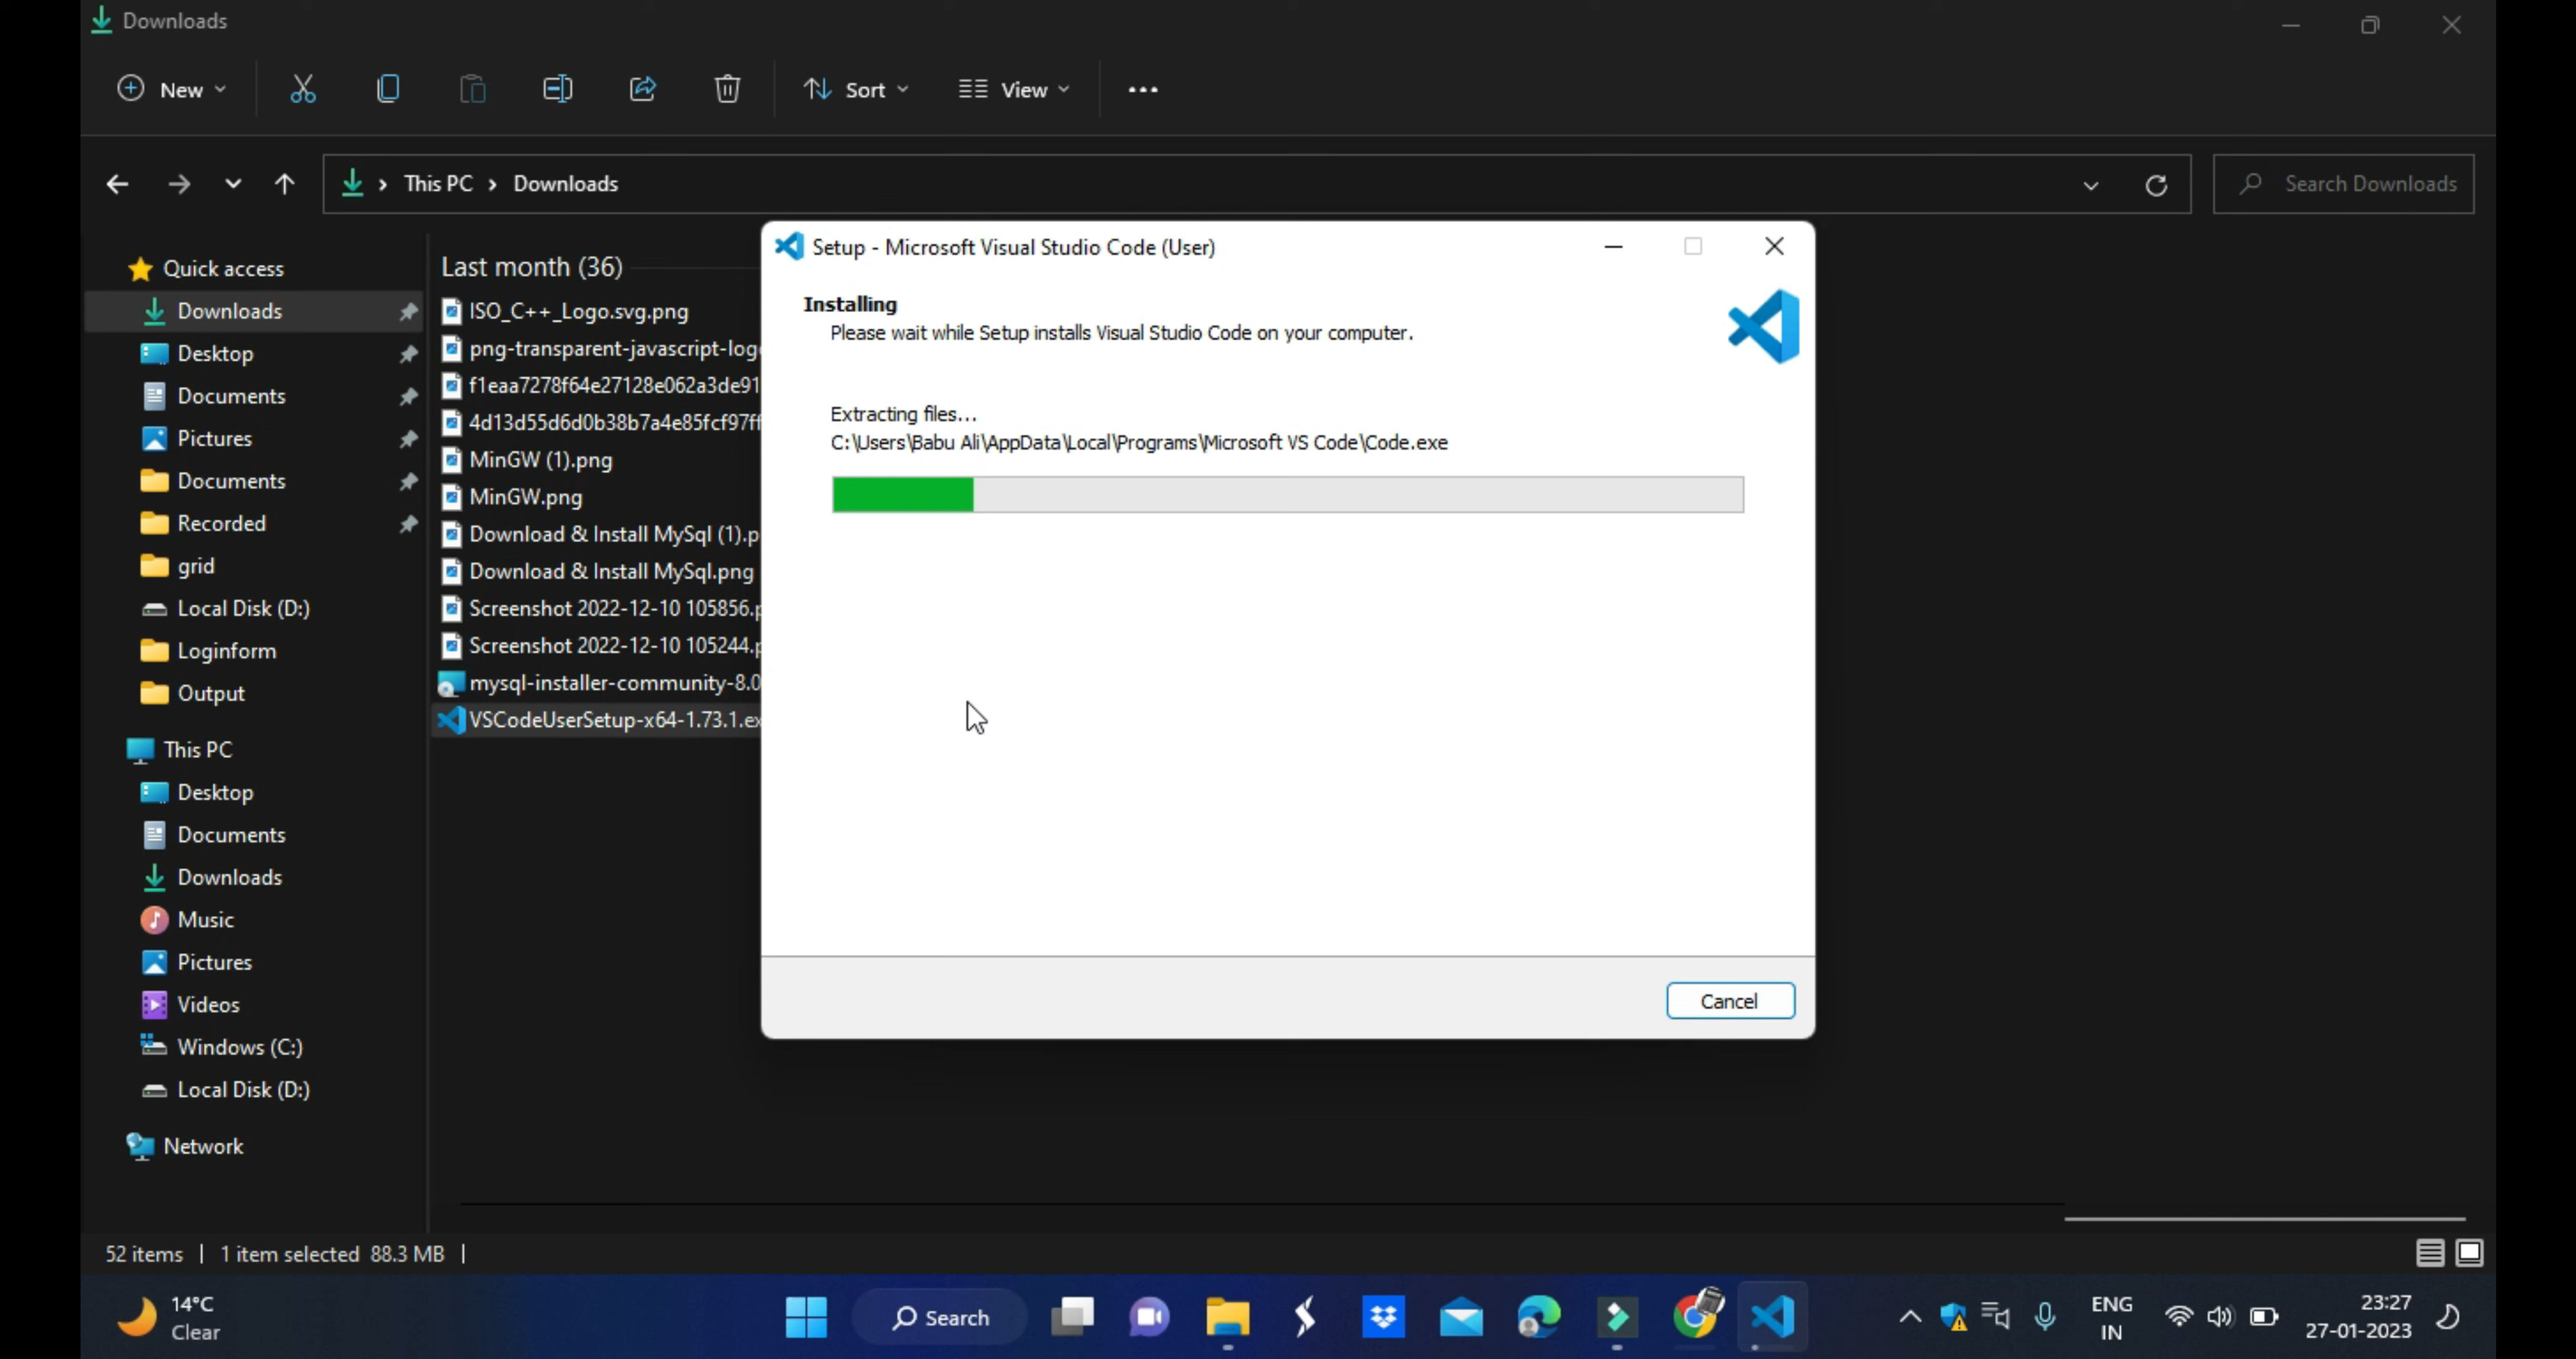 Downloads
New
Sort
View
This PC
Downloads
Search Downloads
Quick access
Downloads
Desktop
Documents
Pictures
Documents
Recorded
grid
Local Disk (D:)
Loginform
Output
This PC
Desktop
Documents
Downloads
Music
Pictures
Videos
Windows (C:)
Local Disk (D:)
Network
Last month (36)
ISO_C++_Logo.svg.png
png-transparent-javascript-log
f1eaa7278f64e27128e062a3de91
4d13d55d6d0b38b7a4e85fcf97ff
MinGW (1).png
MinGW.png
Download & Install MySql (1).p
Download & Install MySql.png
Screenshot 2022-12-10 105856.p
Screenshot 2022-12-10 105244.p
mysql-installer-community-8.0
VSCodeUserSetup-x64-1.73.1.ex
Setup - Microsoft Visual Studio Code (User)
Installing
Please wait while Setup installs Visual Studio Code on your computer.
Extracting files...
C:\Users\Babu Ali\AppData\Local\Programs\Microsoft VS Code\Code.exe
Cancel
52 items
1 item selected 88.3 MB
14°C
Clear
Search
ENG
IN
23:27
27-01-2023